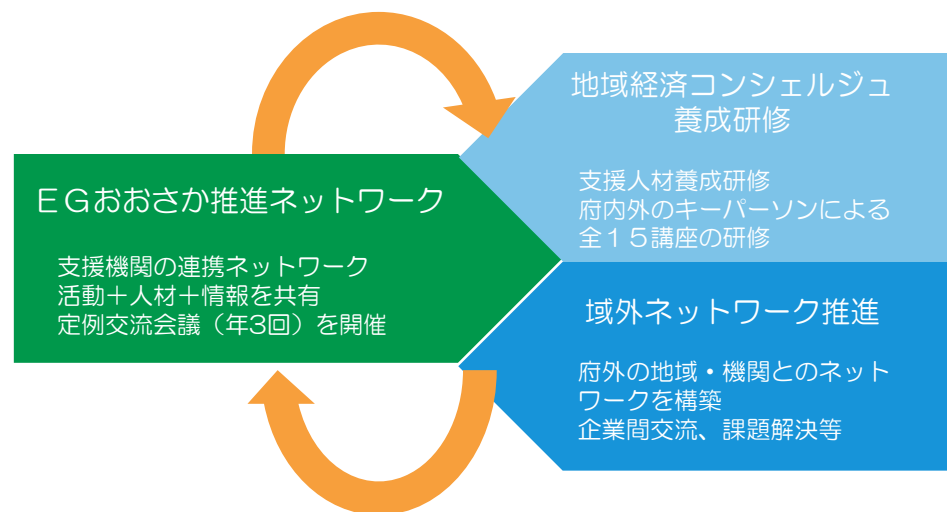 ＥＧおおさか推進ネットワーク
支援機関の連携ネットワーク
活動＋人材＋情報を共有
定例交流会議（年3回）を開催
地域経済コンシェルジュ
養成研修
支援人材養成研修
府内外のキーパーソンによる
全１５講座の研修
域外ネットワーク推進
府外の地域・機関とのネット
ワークを構築
企業間交流、課題解決等